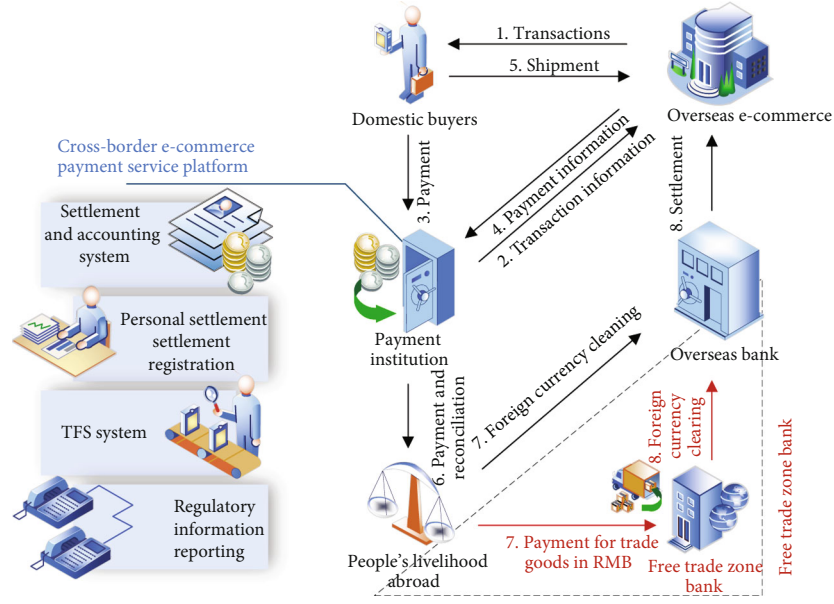 1. Transactions
5. Shipment
Domestic buyers
Overseas e-commerce
Cross-border e-commerce
payment service platform
3. Payment
4. Payment information
2. Transaction information
8. Settlement
Settlement
and accounting
system
Personal settlement
settlement
registration
TFS system
Regulatory
information
reporting
Payment
institution
Overseas bank
6. Payment and
reconciliation
7. Foreign currency cleaning
8. Foreign
currency
clearing
Free trade zone bank
People's livelihood
abroad
7. Payment for trade
goods in RMB
Free trade zone
bank